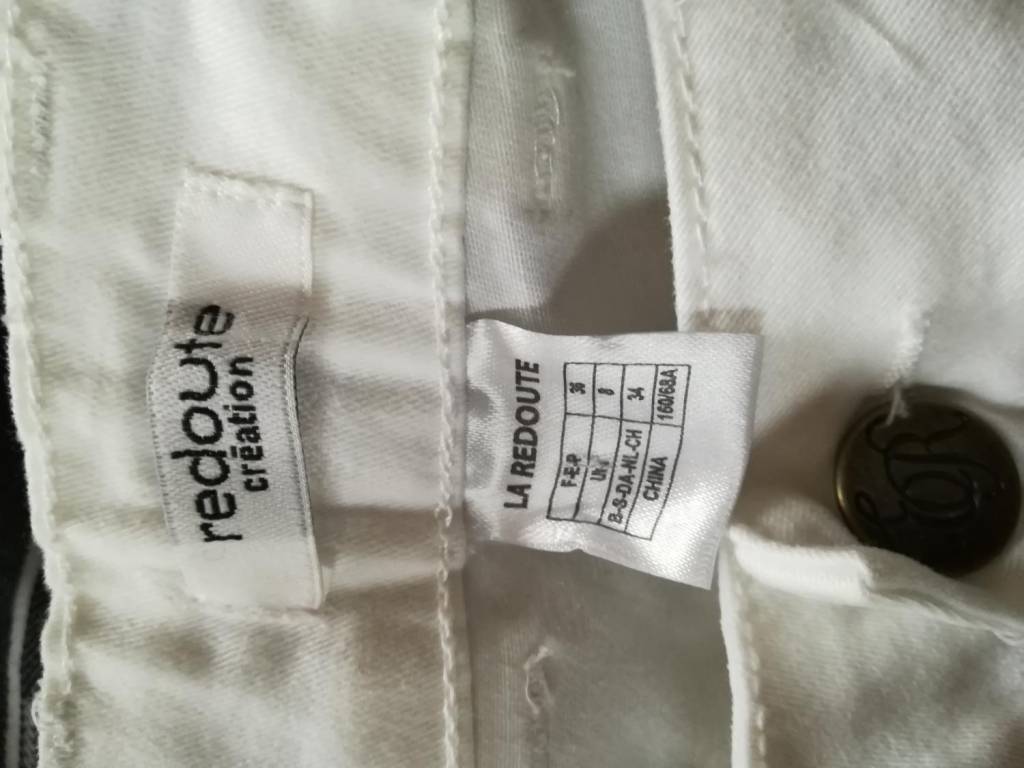 redoute
création
LA REDOUTE
F-E-P 36
UK 8
B-S-DA-NL-CH 34
CHINA 160/68A